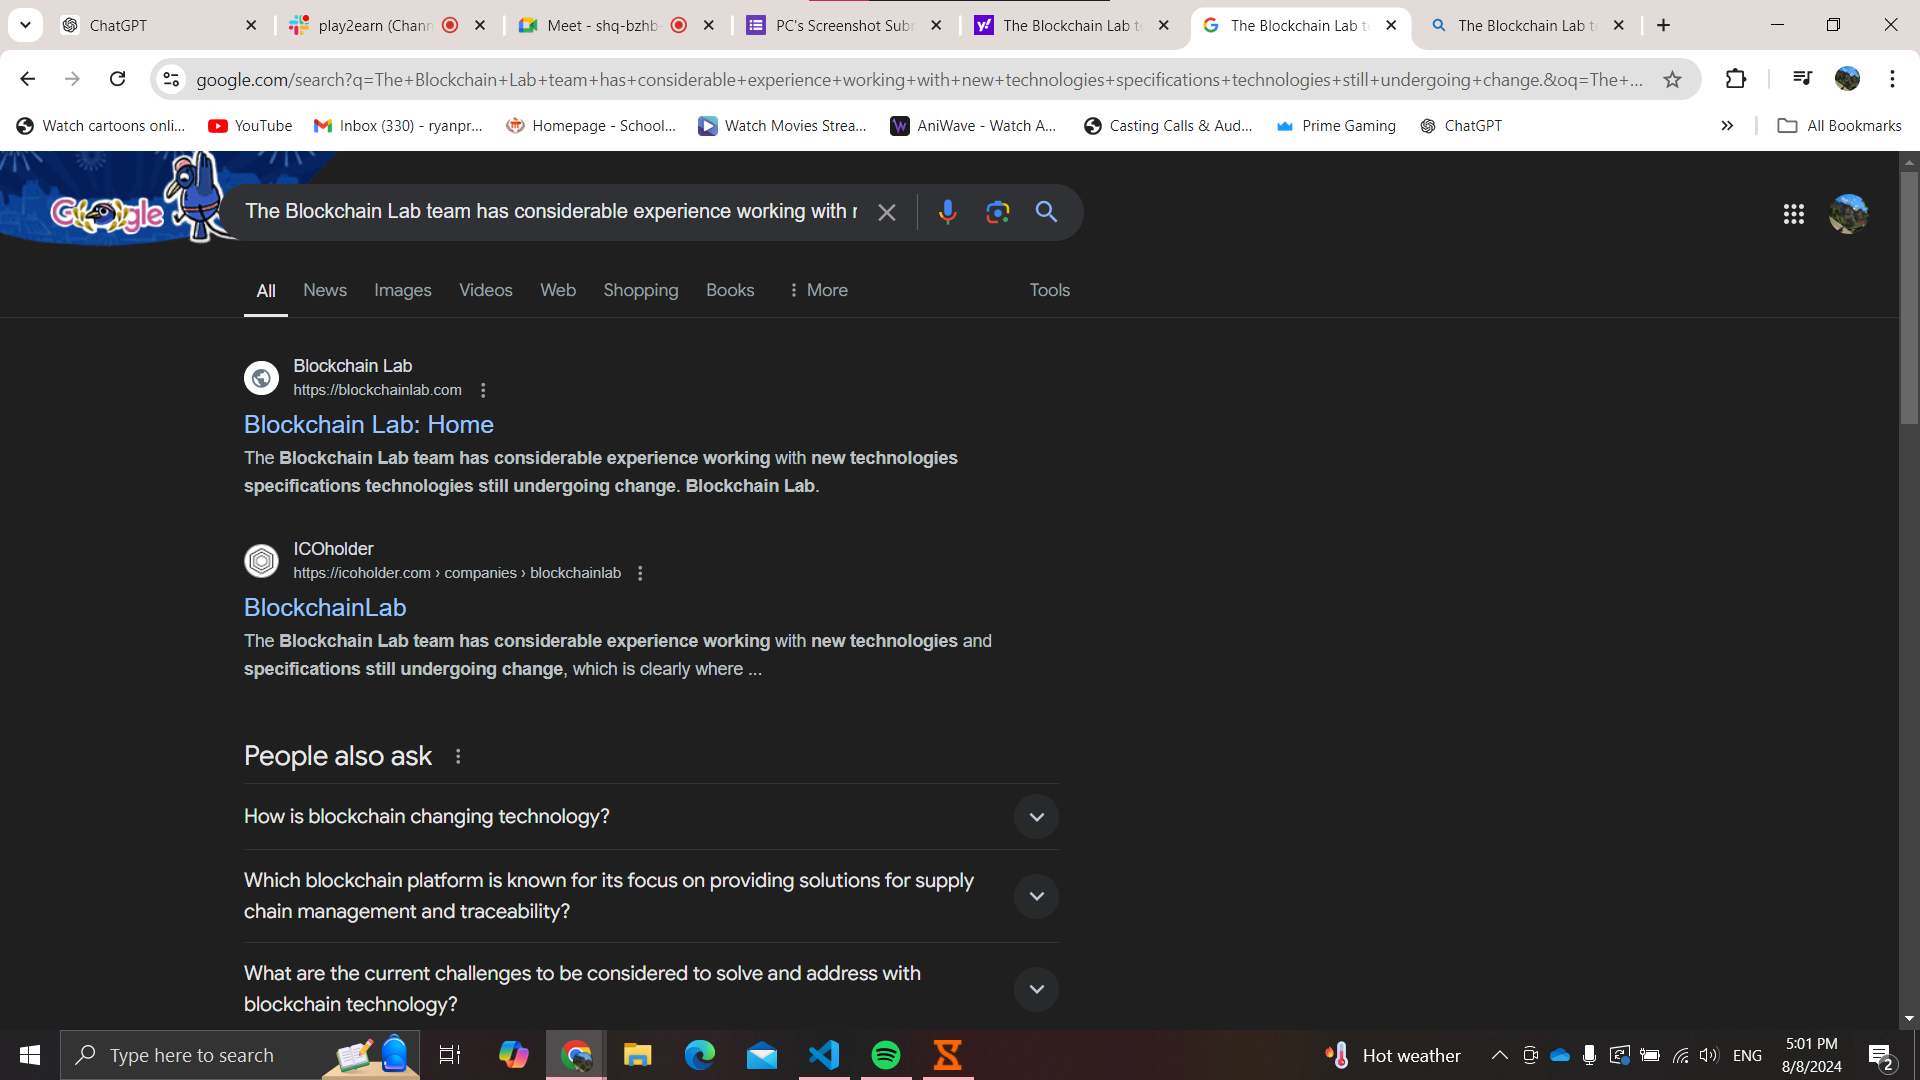 ChatGPT
play2earn (Chann
Meet - shq-bzhb-
PC's Screenshot Subr
The Blockchain Lab te
The Blockchain Lab te
The Blockchain Lab te
google.com/search?q=The+Blockchain+Lab+team+has+considerable+experience+working+with+new+technologies+specifications+technologies+still+undergoing+change.&oq=The+...
Watch cartoons onli...
YouTube
Inbox (330) - ryanpr...
Homepage - School...
Watch Movies Strea...
AniWave - Watch A...
Casting Calls & Aud...
Prime Gaming
ChatGPT
All Bookmarks
Google
The Blockchain Lab team has considerable experience working with
All
News
Images
Videos
Web
Shopping
Books
More
Tools
Blockchain Lab
https://blockchainlab.com
Blockchain Lab: Home
The Blockchain Lab team has considerable experience working with new technologies
specifications technologies still undergoing change. Blockchain Lab.
ICOholder
https://icoholder.com › companies › blockchainlab
BlockchainLab
The Blockchain Lab team has considerable experience working with new technologies and
specifications still undergoing change, which is clearly where ...
People also ask
How is blockchain changing technology?
Which blockchain platform is known for its focus on providing solutions for supply
chain management and traceability?
What are the current challenges to be considered to solve and address with
blockchain technology?
Type here to search
Hot weather
ENG
5:01 PM
8/8/2024
2